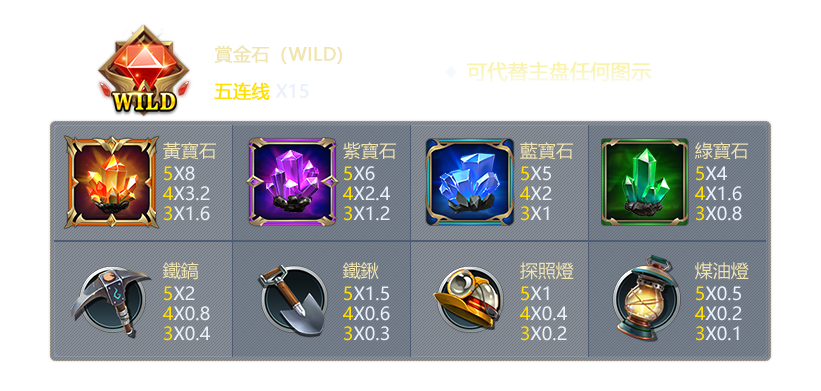 WILD
賞金石（WILD）
五连线 X15
可代替主盘任何图示
黃寶石
5X8
4X3.2
3X1.6
紫寶石
5X6
4X2.4
3X1.2
藍寶石
5X5
4X2
3X1
綠寶石
5X4
4X1.6
3X0.8
鐵鎬
5X2
4X0.8
3X0.4
鐵鍬
5X1.5
4X0.6
3X0.3
探照燈
5X1
4X0.4
3X0.2
煤油燈
5X0.5
4X0.2
3X0.1